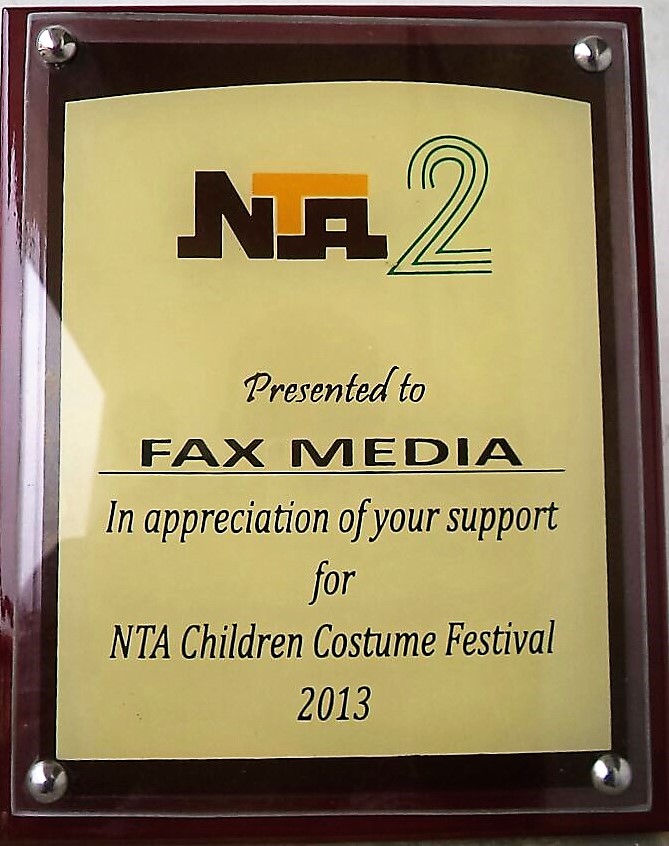 NTA 2
Presented to
FAX MEDIA
In appreciation of your support
for
NTA Children Costume Festival
2013